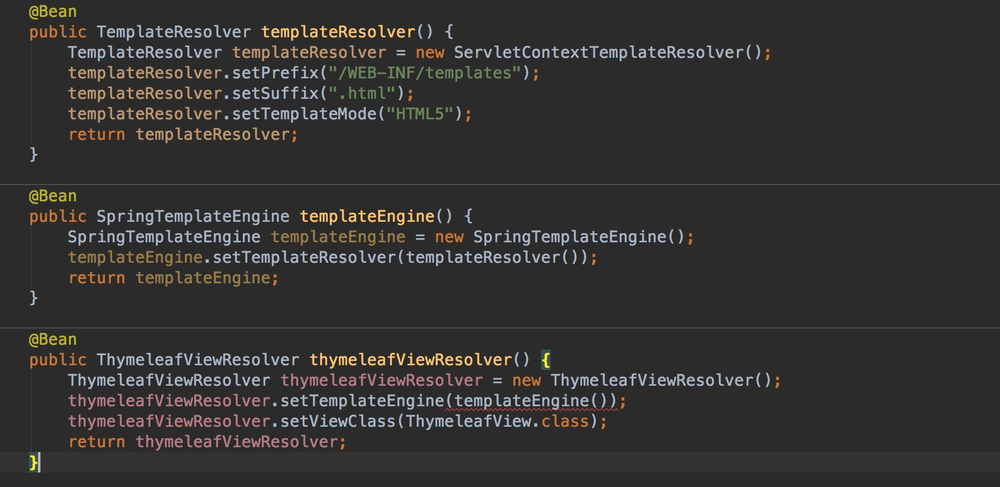 @Bean
public TemplateResolver templateResolver() {
    TemplateResolver templateResolver = new ServletContextTemplateResolver();
    templateResolver.setPrefix("/WEB-INF/templates");
    templateResolver.setSuffix(".html");
    templateResolver.setTemplateMode("HTML5");
    return templateResolver;
}
@Bean
public SpringTemplateEngine templateEngine() {
    SpringTemplateEngine templateEngine = new SpringTemplateEngine();
    templateEngine.setTemplateResolver(templateResolver());
    return templateEngine;
}
@Bean
public ThymeleafViewResolver thymeleafViewResolver() {
    ThymeleafViewResolver thymeleafViewResolver = new ThymeleafViewResolver();
    thymeleafViewResolver.setTemplateEngine(templateEngine());
    thymeleafViewResolver.setViewClass(ThymeleafView.class);
    return thymeleafViewResolver;
}